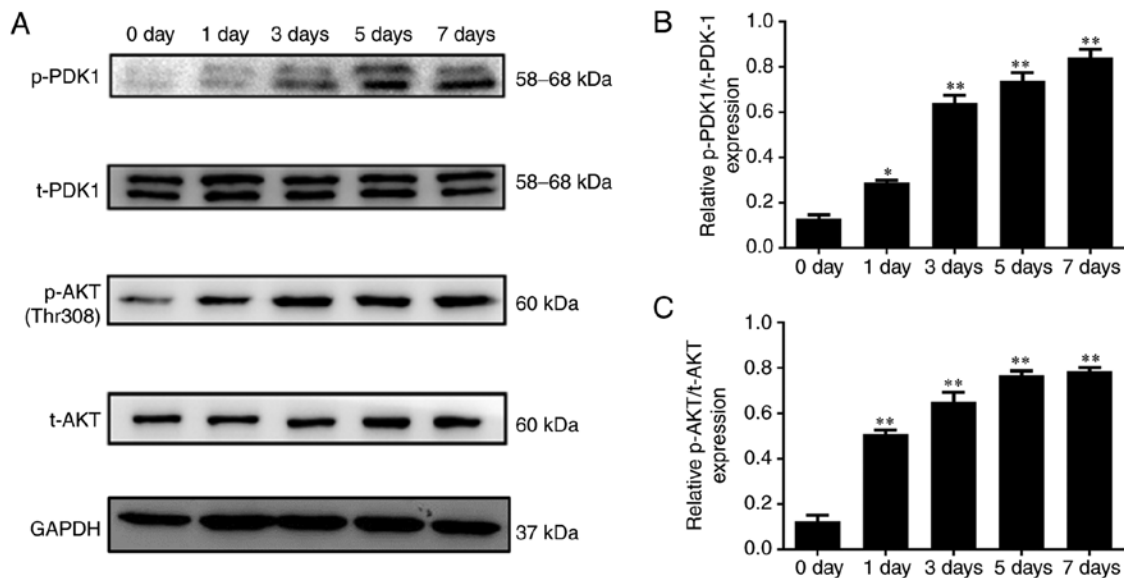 A
0 day 1 day 3 days 5 days 7 days
p-PDK1
58–68 kDa
t-PDK1
58–68 kDa
p-AKT
(Thr308)
60 kDa
t-AKT
60 kDa
GAPDH
37 kDa
B
Relative p-PDK1/t-PDK-1
expression
1.0
0.8
0.6
0.4
0.2
0.0
*
**
**
**
0 day 1 day 3 days 5 days 7 days
C
Relative p-AKT/t-AKT
expression
1.0
0.8
0.6
0.4
0.2
0.0
**
**
**
**
0 day 1 day 3 days 5 days 7 days